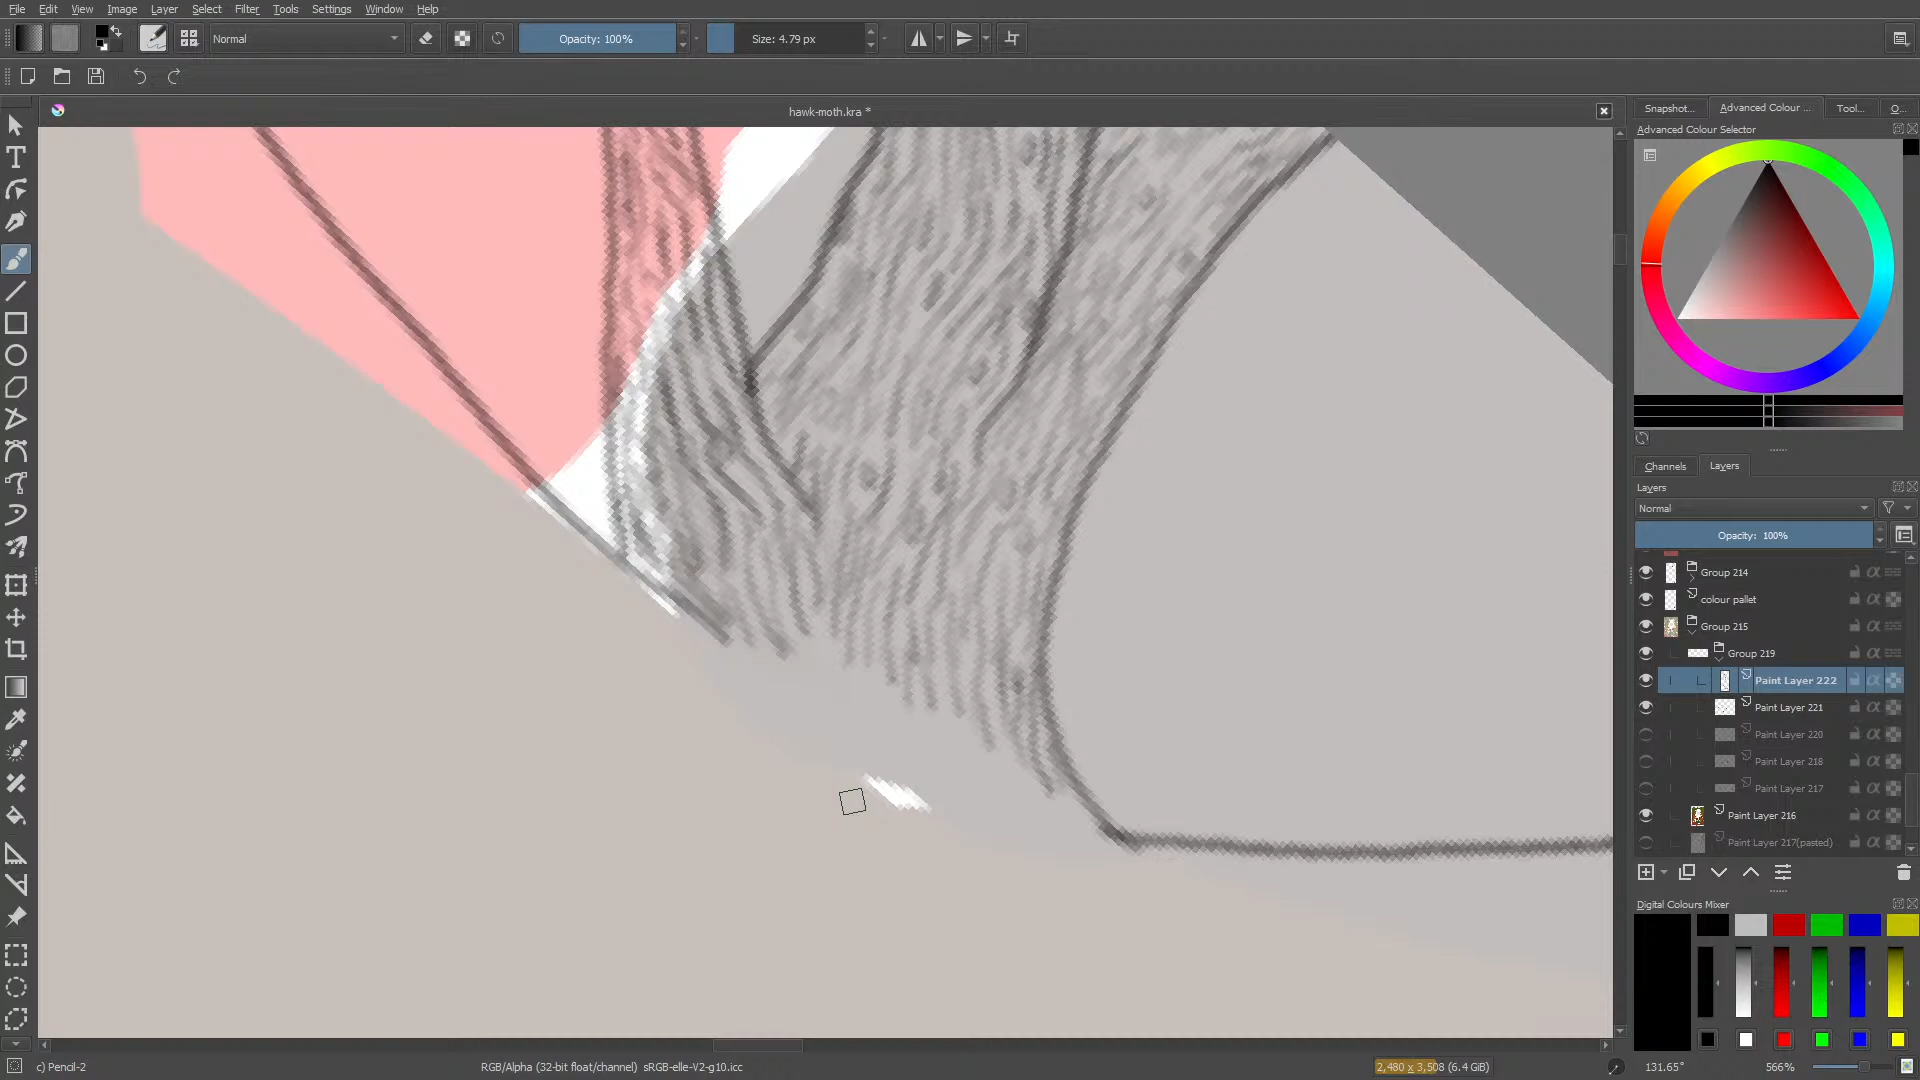 File Edit View Image Layer Select Filter Tools Settings Window Help
Normal Opacity: 100% Size: 4.79 px
hawk-moth.kra *
Snapshot... Advanced Colour ... Tool... O...
Advanced Colour Selector
Channels Layers
Layers
Normal
Opacity: 100%
Group 214
colour pallet
Group 215
Group 219
Paint Layer 222
Paint Layer 221
Paint Layer 220
Paint Layer 218
Paint Layer 217
Paint Layer 216
Paint Layer 217(pasted)
Digital Colours Mixer
c) Pencil-2 RGB/Alpha (32-bit float/channel) sRGB-elle-V2-g10.icc 2,480 x 3,508 (6.4 GiB) 131.65° 566%